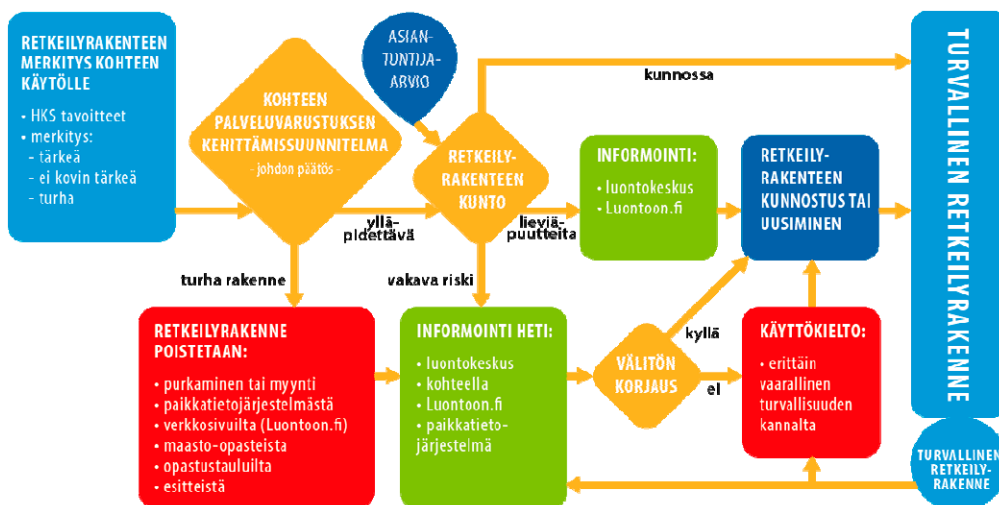 RETKEILYRAKENTEEN
MERKITYS KOHTEEN
KÄYTÖLLE
• HKS tavoitteet
• merkitys:
- tärkeä
- ei kovin tärkeä
- turha
KOHTEEN
PALVELUVARUSTUKSEN
KEHITTÄMISSUUNNITELMA
- johdon päätös -
ASIAN-
TUNTIJA-
ARVIO
RETKEILY-
RAKENTEEN
KUNTO
kunnossa
yllä-
pidettävä
lieviä
puutteita
turha rakenne
vakava riski
INFORMOINTI:
• luontokeskus
• Luontoon.fi
RETKEILY-
RAKENTEEN
KUNNOSTUS TAI
UUSIMINEN
TURVALLINEN RETKEILYRAKENNE
RETKEILYRAKENNE
POISTETAAN:
• purkaminen tai myynti
• paikkatietojärjestelmästä
• verkkosivuilta (Luontoon.fi)
• maasto-opasteista
• opastustauluilta
• esitteistä
INFORMOINTI HETI:
• luontokeskus
• kohteella
• Luontoon.fi
• paikkatieto-
järjestelmä
VÄLITÖN
KORJAUS
kyllä
ei
KÄYTTÖKIELTO:
• erittäin
vaarallinen
turvallisuuden
kannalta
TURVALLINEN
RETKEILY-
RAKENNE